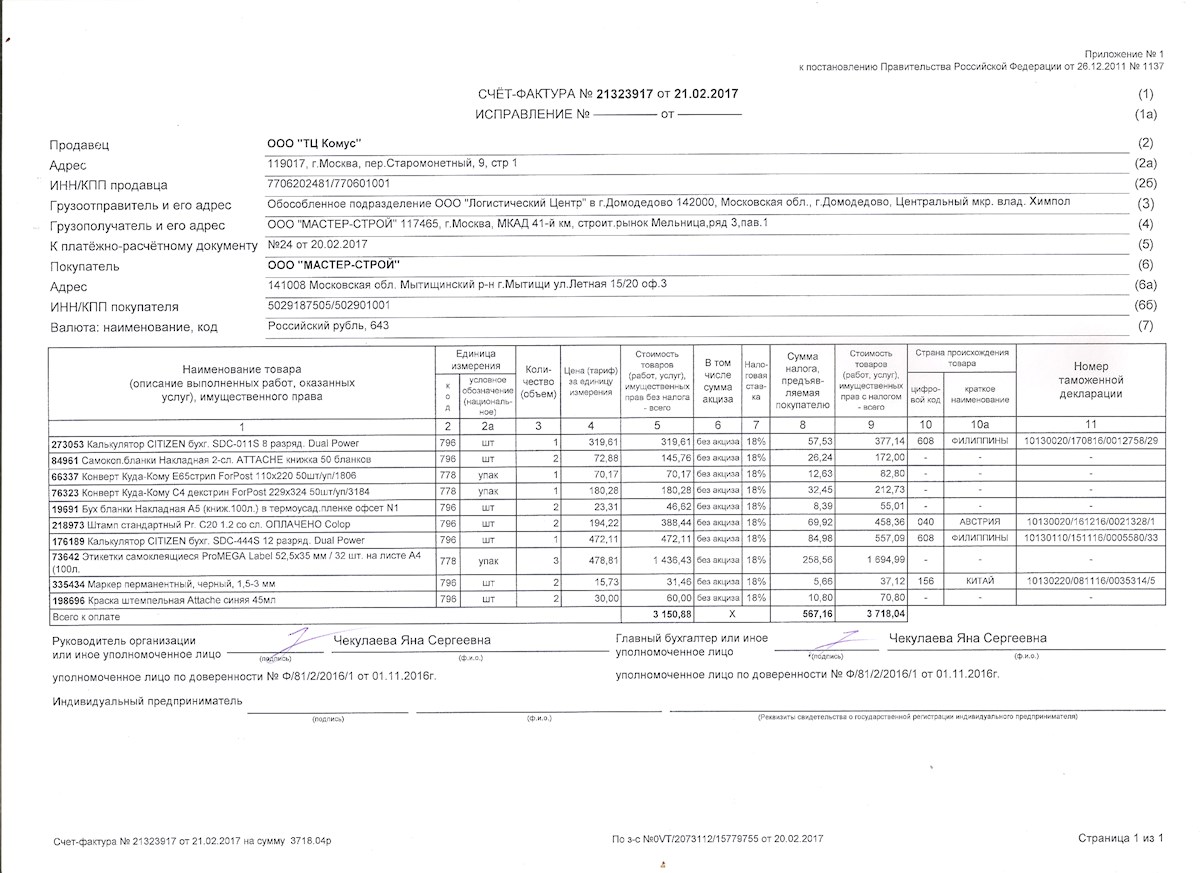 Приложение № 1
к постановлению Правительства Российской Федерации от 26.12.2011 № 1137
СЧЁТ-ФАКТУРА № 21323917 от 21.02.2017 (1)
ИСПРАВЛЕНИЕ № ——— от ——— (1а)
Продавец ООО "ТЦ Комус" (2)
Адрес 119017, г.Москва, пер.Старомонетный, 9, стр 1 (2а)
ИНН/КПП продавца 7706202481/770601001 (2б)
Грузоотправитель и его адрес Обособленное подразделение ООО "Логистический Центр" в г.Домодедово 142000, Московская обл., г.Домодедово, Центральный мкр. влад. Химпол (3)
Грузополучатель и его адрес ООО "МАСТЕР-СТРОЙ" 117465, г.Москва, МКАД 41-й км, строит.рынок Мельница,ряд 3,пав.1 (4)
К платёжно-расчётному документу №24 от 20.02.2017 (5)
Покупатель ООО "МАСТЕР-СТРОЙ" (6)
Адрес 141008 Московская обл. Мытищинский р-н г.Мытищи ул.Летная 15/20 оф.3 (6а)
ИНН/КПП покупателя 5029187505/502901001 (6б)
Валюта: наименование, код Российский рубль, 643 (7)
Наименование товара
(описание выполненных работ, оказанных
услуг), имущественного права
Единица
измерения
код
условное
обозначение
(националь-
ное)
Коли-
чество
(объем)
Цена (тариф)
за единицу
измерения
Стоимость
товаров
(работ, услуг),
имущественных
прав без налога
- всего
В том
числе
сумма
акциза
Нало-
говая
став-
ка
Сумма
налога,
предъяв-
ляемая
покупателю
Стоимость
товаров
(работ, услуг),
имущественных
прав с налогом
- всего
Страна происхождения
товара
цифро-
вой код
краткое
наименование
Номер
таможенной
декларации
1 2 2а 3 4 5 6 7 8 9 10 10а 11
273053 Калькулятор CITIZEN бухг. SDC-011S 8 разряд. Dual Power 796 шт 1 319,61 319,61 без акциза 18% 57,53 377,14 608 ФИЛИППИНЫ 10130020/170816/0012758/29
84961 Самокоп.бланки Накладная 2-сл. ATTACHE книжка 50 бланков 796 шт 2 72,88 145,76 без акциза 18% 26,24 172,00 - - -
66337 Конверт Куда-Кому E65стрип ForPost 110x220 50шт/уп/1806 778 упак 1 70,17 70,17 без акциза 18% 12,63 82,80 - - -
76323 Конверт Куда-Кому C4 декстрин ForPost 229x324 50шт/уп/3184 778 упак 1 180,28 180,28 без акциза 18% 32,45 212,73 - - -
19691 Бух бланки Накладная А5 (книж.100л.) в термоусад.пленке офсет N1 796 шт 2 23,31 46,62 без акциза 18% 8,39 55,01 - - -
218973 Штамп стандартный Pr. C20 1.2 со сл. ОПЛАЧЕНО Colop 796 шт 2 194,22 388,44 без акциза 18% 69,92 458,36 040 АВСТРИЯ 10130020/161216/0021328/1
176189 Калькулятор CITIZEN бухг. SDC-444S 12 разряд. Dual Power 796 шт 1 472,11 472,11 без акциза 18% 84,98 557,09 608 ФИЛИППИНЫ 10130110/151116/0005580/33
73642 Этикетки самоклеящиеся ProMEGA Label 52,5x35 мм / 32 шт. на листе А4
(100л. 778 упак 3 478,81 1 436,43 без акциза 18% 258,56 1 694,99 - - -
335434 Маркер перманентный, черный, 1,5-3 мм 796 шт 2 15,73 31,46 без акциза 18% 5,66 37,12 156 КИТАЙ 10130220/081116/0035314/5
198696 Краска штемпельная Attache синяя 45мл 796 шт 2 30,00 60,00 без акциза 18% 10,80 70,80 - - -
Всего к оплате 3 150,88 X 567,16 3 718,04
Руководитель организации
или иное уполномоченное лицо Чекулаева Яна Сергеевна
(подпись) (ф.и.о.)
Главный бухгалтер или иное
уполномоченное лицо Чекулаева Яна Сергеевна
(подпись) (ф.и.о.)
уполномоченное лицо по доверенности № Ф/81/2/2016/1 от 01.11.2016г. уполномоченное лицо по доверенности № Ф/81/2/2016/1 от 01.11.2016г.
Индивидуальный предприниматель
(подпись) (ф.и.о.) (Реквизиты свидетельства о государственной регистрации индивидуального предпринимателя)
Счет-фактура № 21323917 от 21.02.2017 на сумму 3718.04р По з-с №0VT/2073112/15779755 от 20.02.2017 Страница 1 из 1